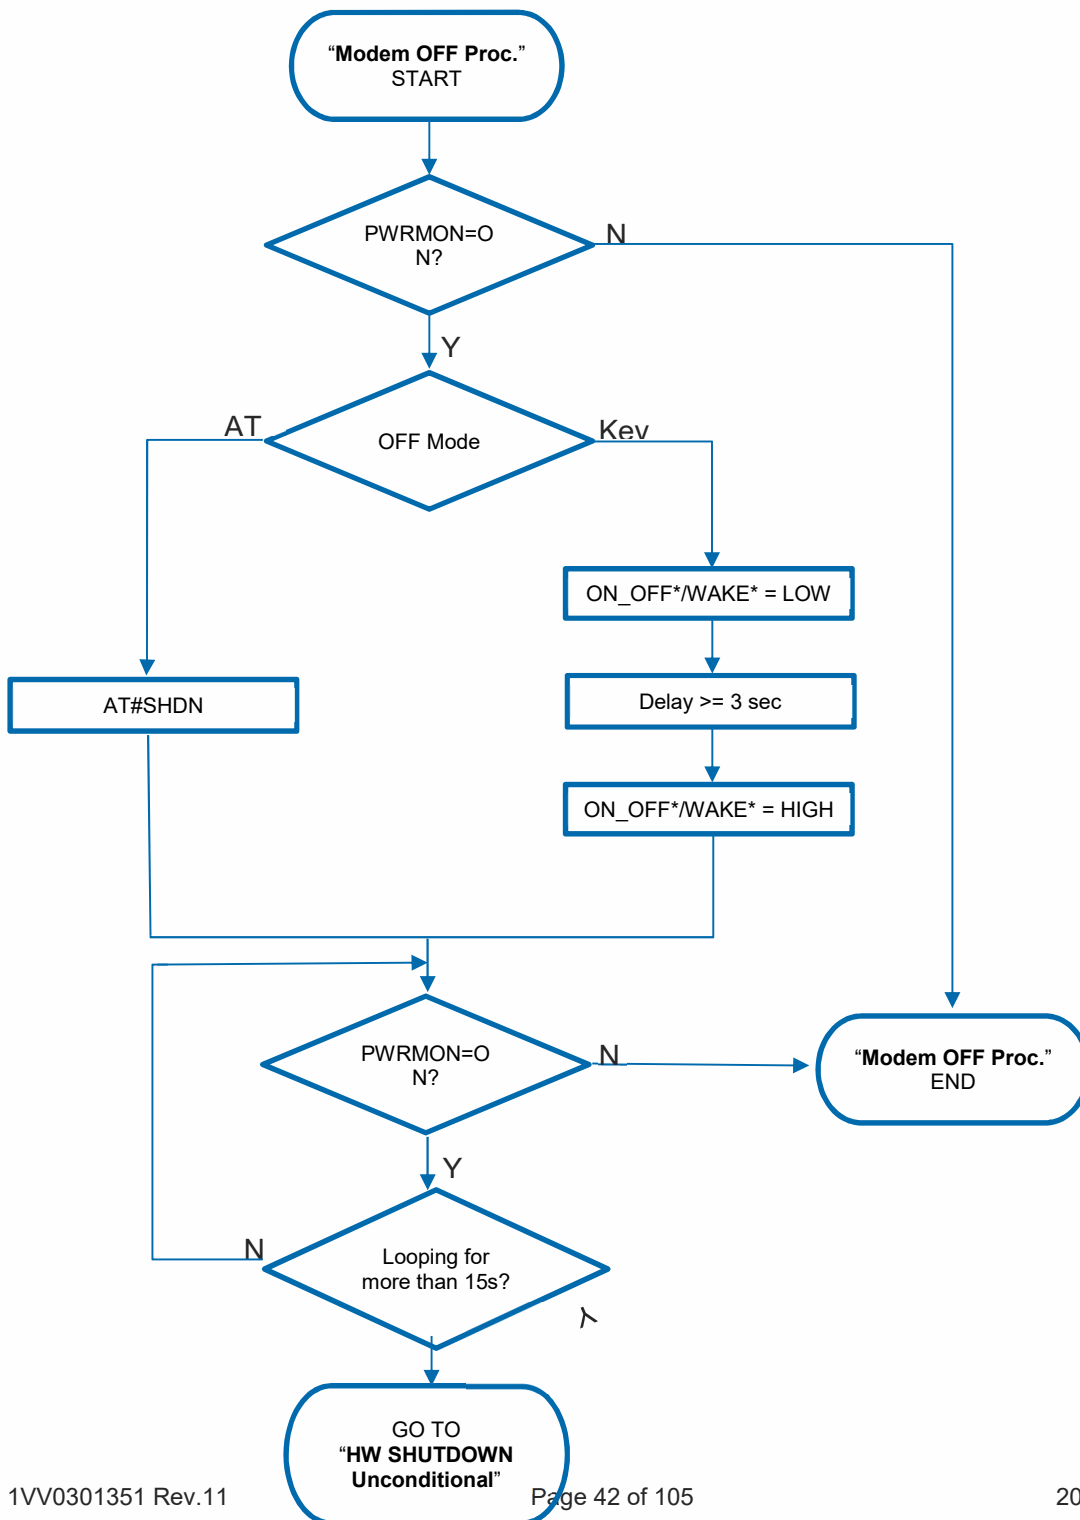 “Modem OFF Proc.”
START
PWRMON=O
N?
N
Y
AT
OFF Mode
Key
ON_OFF*/WAKE* = LOW
AT#SHDN
Delay >= 3 sec
ON_OFF*/WAKE* = HIGH
PWRMON=O
N?
N
“Modem OFF Proc.”
END
Y
N
Looping for
more than 15s?
Y
GO TO
“HW SHUTDOWN
Unconditional”
1VV0301351 Rev.11
Page 42 of 105
20